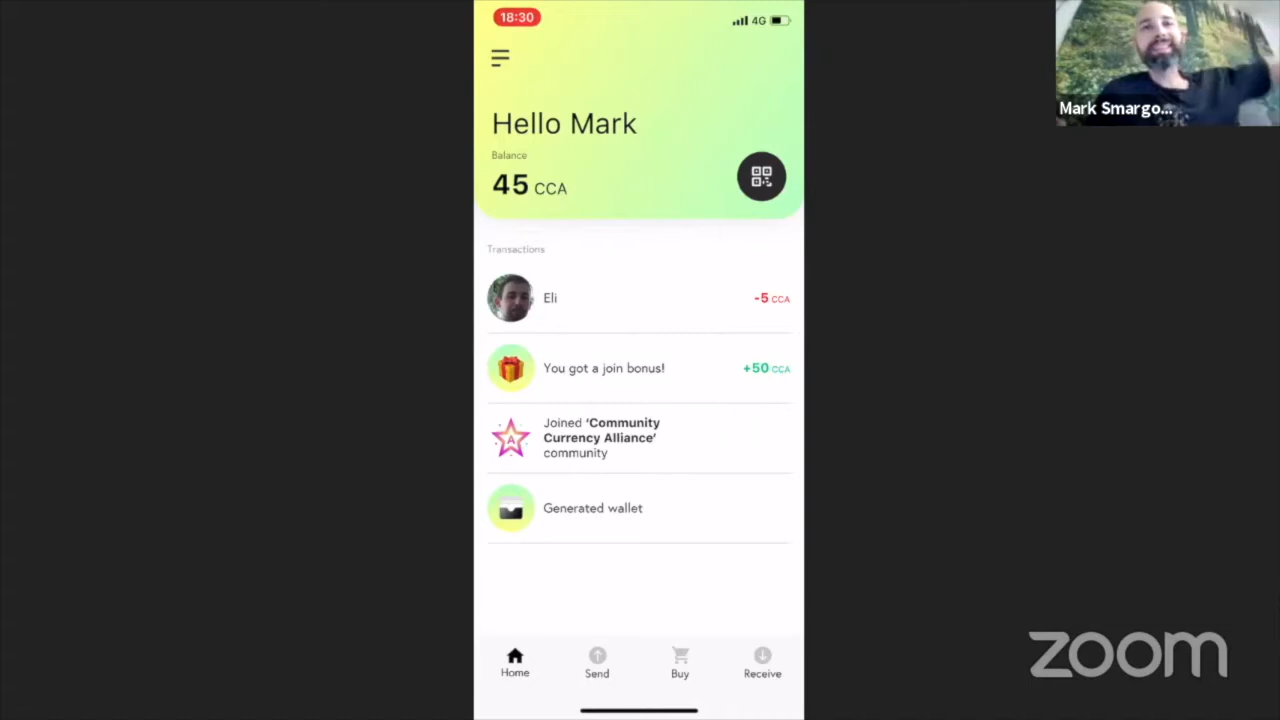 18:30
4G
Mark Smargo...
Hello Mark
Balance
45 CCA
Transactions
Eli
-5 CCA
You got a join bonus!
+50 CCA
A
Joined ‘Community
Currency Alliance’
community
Generated wallet
Home
Send
Buy
Receive
zoom